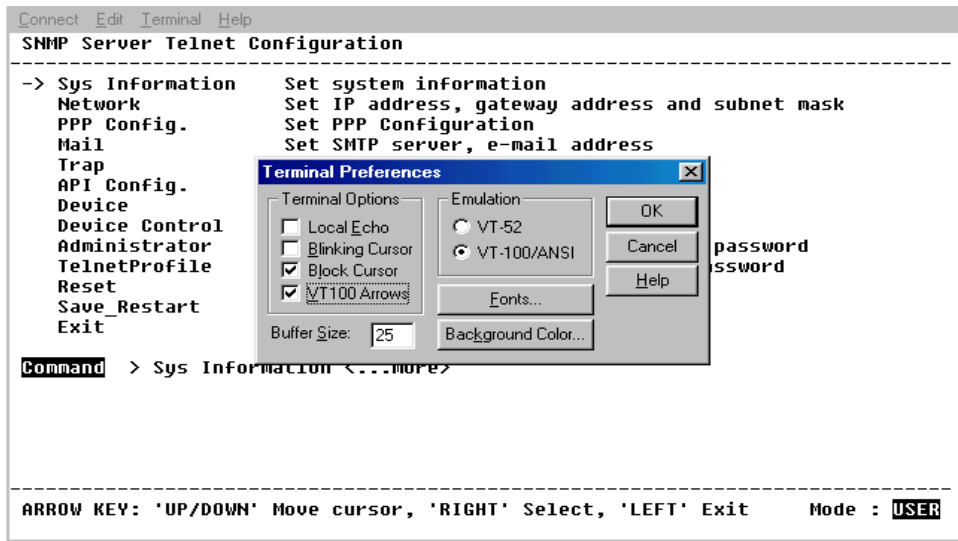 Connect Edit Terminal Help
SNMP Server Telnet Configuration
-> Sys Information Set system information
Network Set IP address, gateway address and subnet mask
PPP Config. Set PPP Configuration
Mail Set SMTP server, e-mail address
Trap
API Config.
Device
Device Control
Administrator password
TelnetProfile
Reset
Save_Restart
Exit
Terminal Preferences
Terminal Options
Local Echo
Blinking Cursor
Block Cursor
VT100 Arrows
Buffer Size: 25
Emulation
VT-52
VT-100/ANSI
Fonts...
Background Color...
OK
Cancel
Help
Command > Sys Information <...more>
ARROW KEY: 'UP/DOWN' Move cursor, 'RIGHT' Select, 'LEFT' Exit Mode : USER